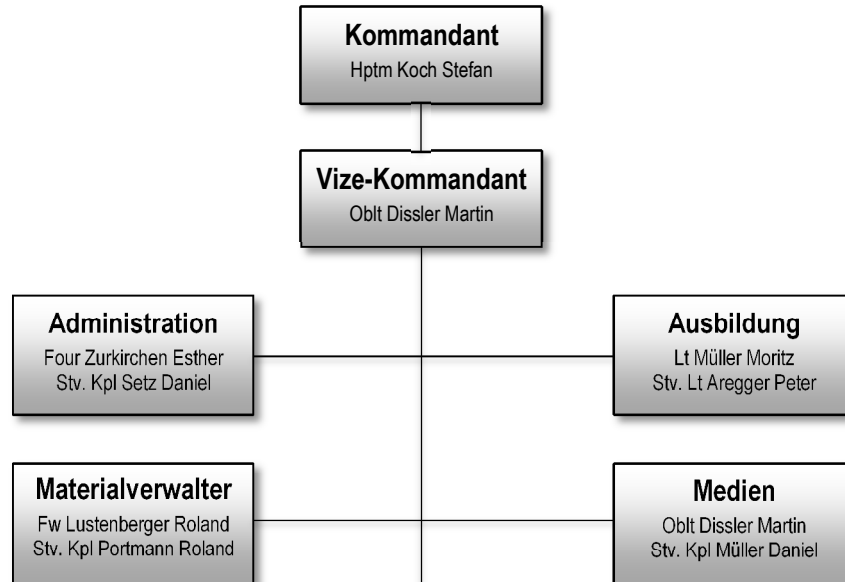 Kommandant
Hptm Koch Stefan
Vize-Kommandant
Oblt Dissler Martin
Administration
Four Zurkirchen Esther
Stv. Kpl Setz Daniel
Ausbildung
Lt Müller Moritz
Stv. Lt Aregger Peter
Materialverwalter
Fw Lustenberger Roland
Stv. Kpl Portmann Roland
Medien
Oblt Dissler Martin
Stv. Kpl Müller Daniel